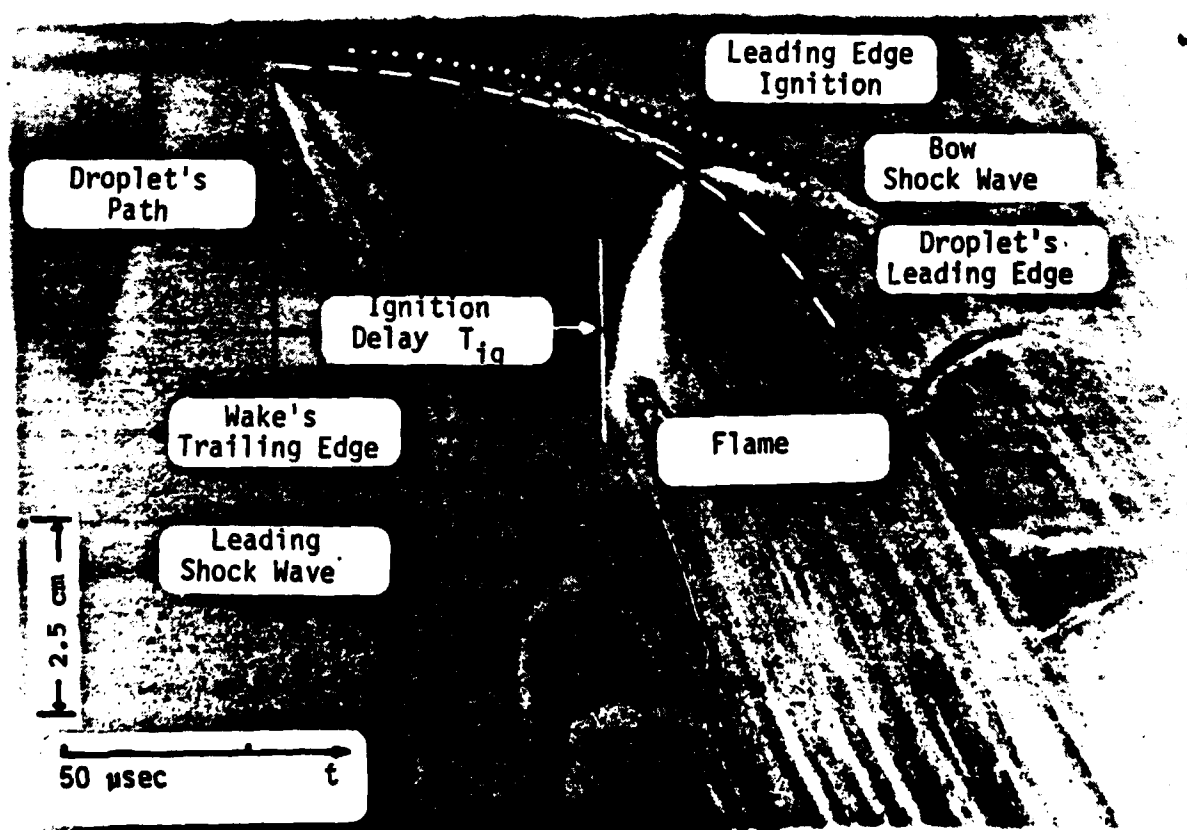 Leading Edge
Ignition
Bow
Shock Wave
Droplet's
Path
Droplet's
Leading Edge
Ignition
Delay Tig
Wake's
Trailing Edge
Flame
Leading
Shock Wave
2.5 cm
50 μsec t